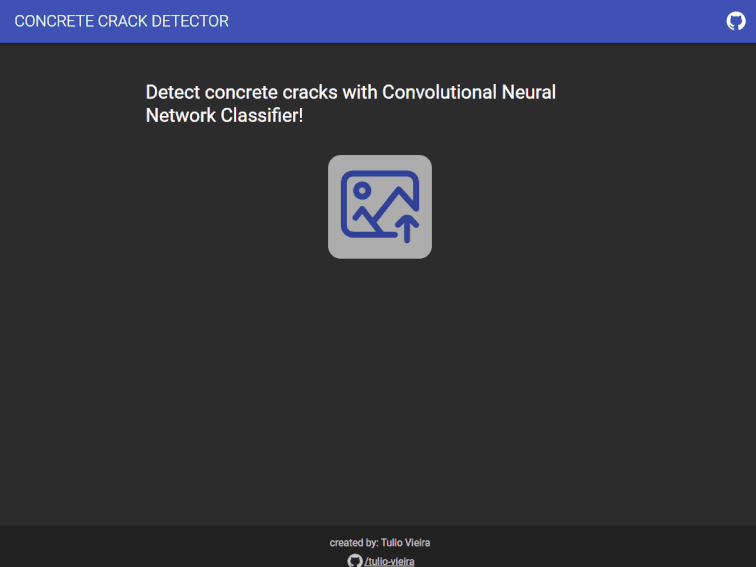 CONCRETE CRACK DETECTOR
Detect concrete cracks with Convolutional Neural
Network Classifier!
created by: Tulio Vieira
/tulio-vieira